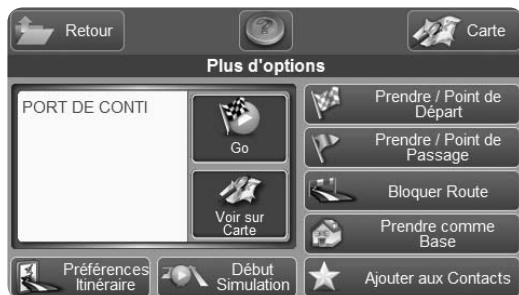 Retour
Carte
Plus d'options
PORT DE CONTI
Go
Voir sur
Carte
Prendre / Point de
Départ
Prendre / Point de
Passage
Bloquer Route
Prendre comme
Base
Préférences
Itinéraire
Début
Simulation
Ajouter aux Contacts